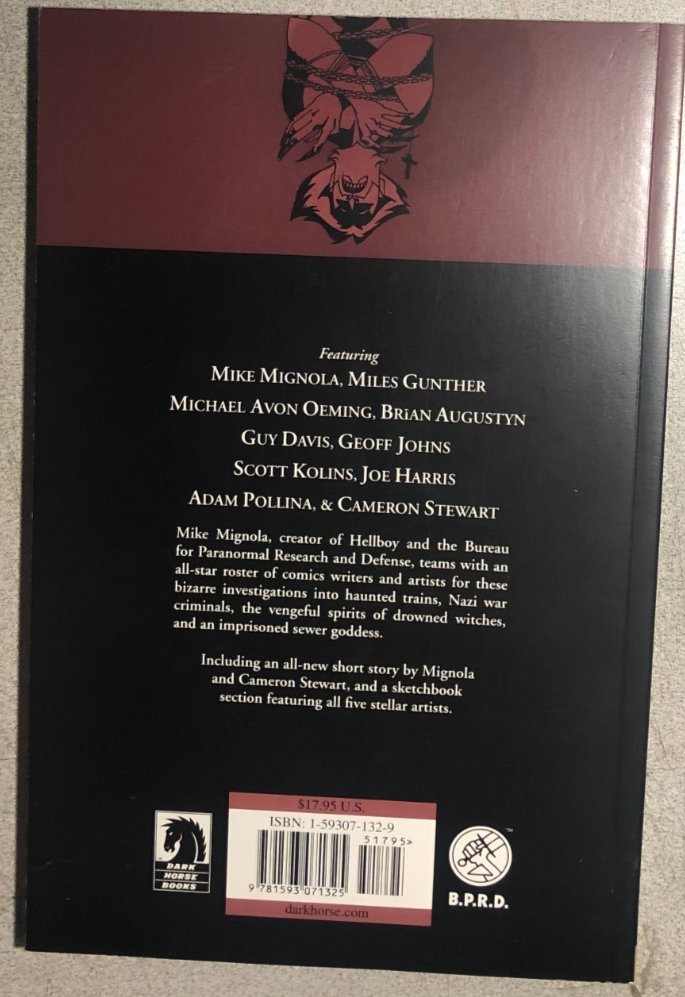 Featuring
MIKE MIGNOLA, MILES GUNTHER
MICHAEL AVON OEMING, BRiAN AUGUSTYN
GUY DAVIS, GEOFF JOHNS
SCOTT KOLINS, JOE HARRIS
ADAM POLLINA, & CAMERON STEWART
Mike Mignola, creator of Hellboy and the Bureau
for Paranormal Research and Defense, teams with an
all-star roster of comics writers and artists for these
bizarre investigations into haunted trains, Nazi war
criminals, the vengeful spirits of drowned witches,
and an imprisoned sewer goddess.
Including an all-new short story by Mignola
and Cameron Stewart, and a sketchbook
section featuring all five stellar artists.
$17.95 U.S.
ISBN: 1-59307-132-9
51795>
9 781593 071325
darkhorse.com
DARK
HORSE
BOOKS
™
B.P.R.D.